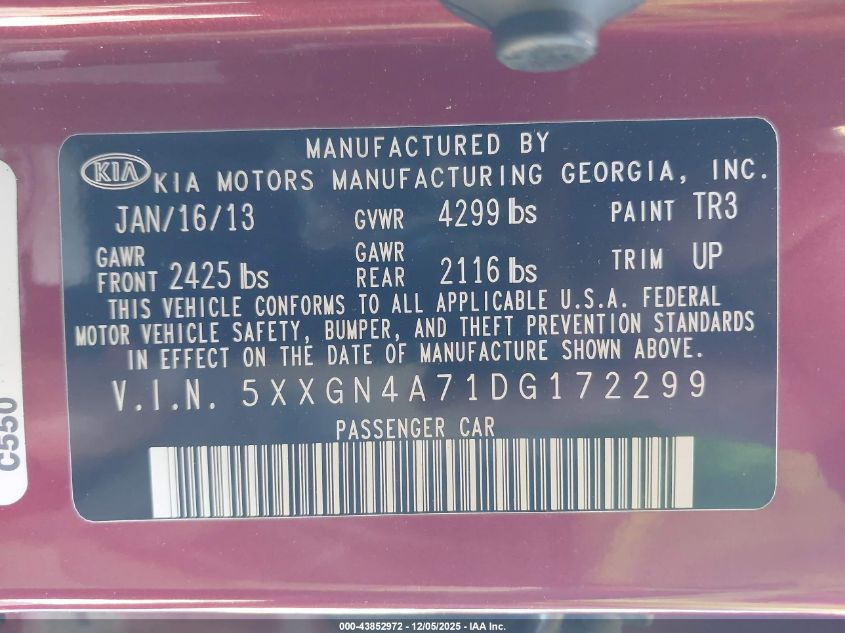 MANUFACTURED BY
KIA KIA MOTORS MANUFACTURING GEORGIA, INC.
JAN/16/13 GVWR 4299 lbs PAINT TR3
GAWR FRONT 2425 lbs GAWR REAR 2116 lbs TRIM UP
THIS VEHICLE CONFORMS TO ALL APPLICABLE U.S.A. FEDERAL
MOTOR VEHICLE SAFETY, BUMPER, AND THEFT PREVENTION STANDARDS
IN EFFECT ON THE DATE OF MANUFACTURE SHOWN ABOVE.
V.I.N. 5XXGN4A71DG172299
PASSENGER CAR
C550
000-43852972 - 12/05/2025 - IAA Inc.